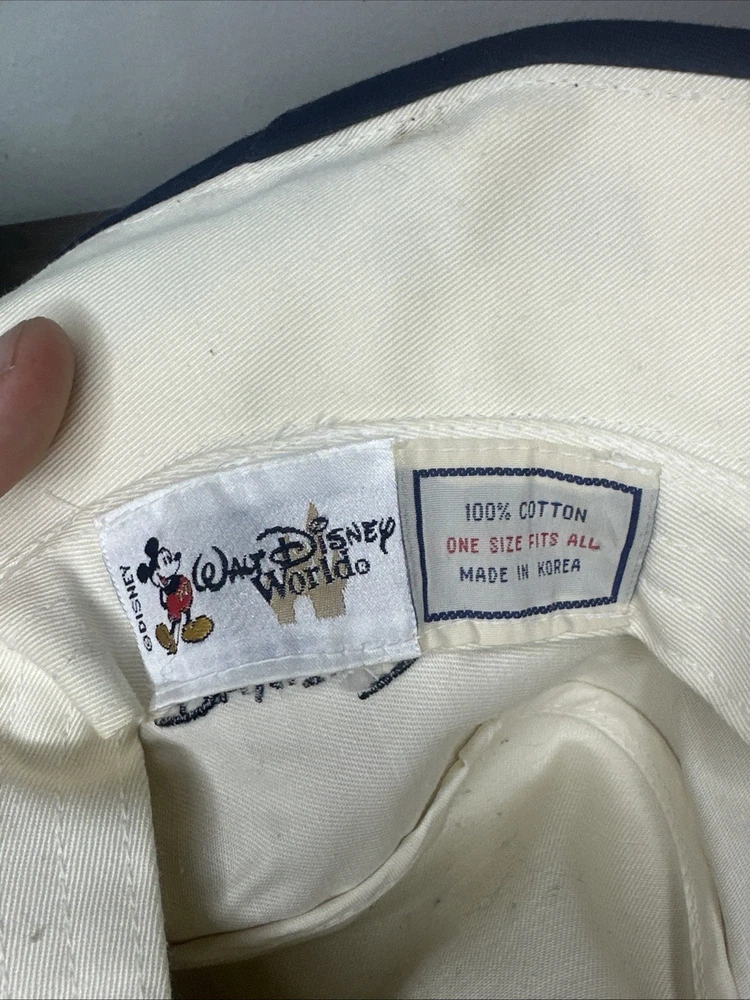 WALT DISNEY
World®
©DISNEY
100% COTTON
ONE SIZE FITS ALL
MADE IN KOREA